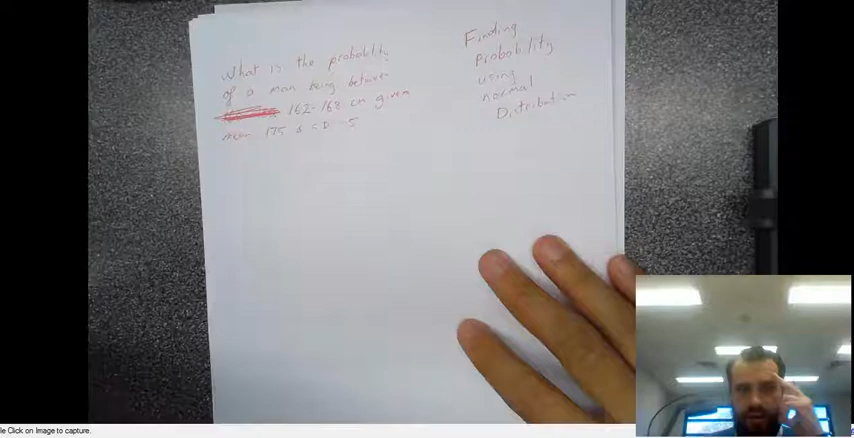 What is the probability
of a man being between
162-168 cm given
mean 175 & SD = 5
Finding
Probability
using
normal
Distribution
le Click on Image to capture.